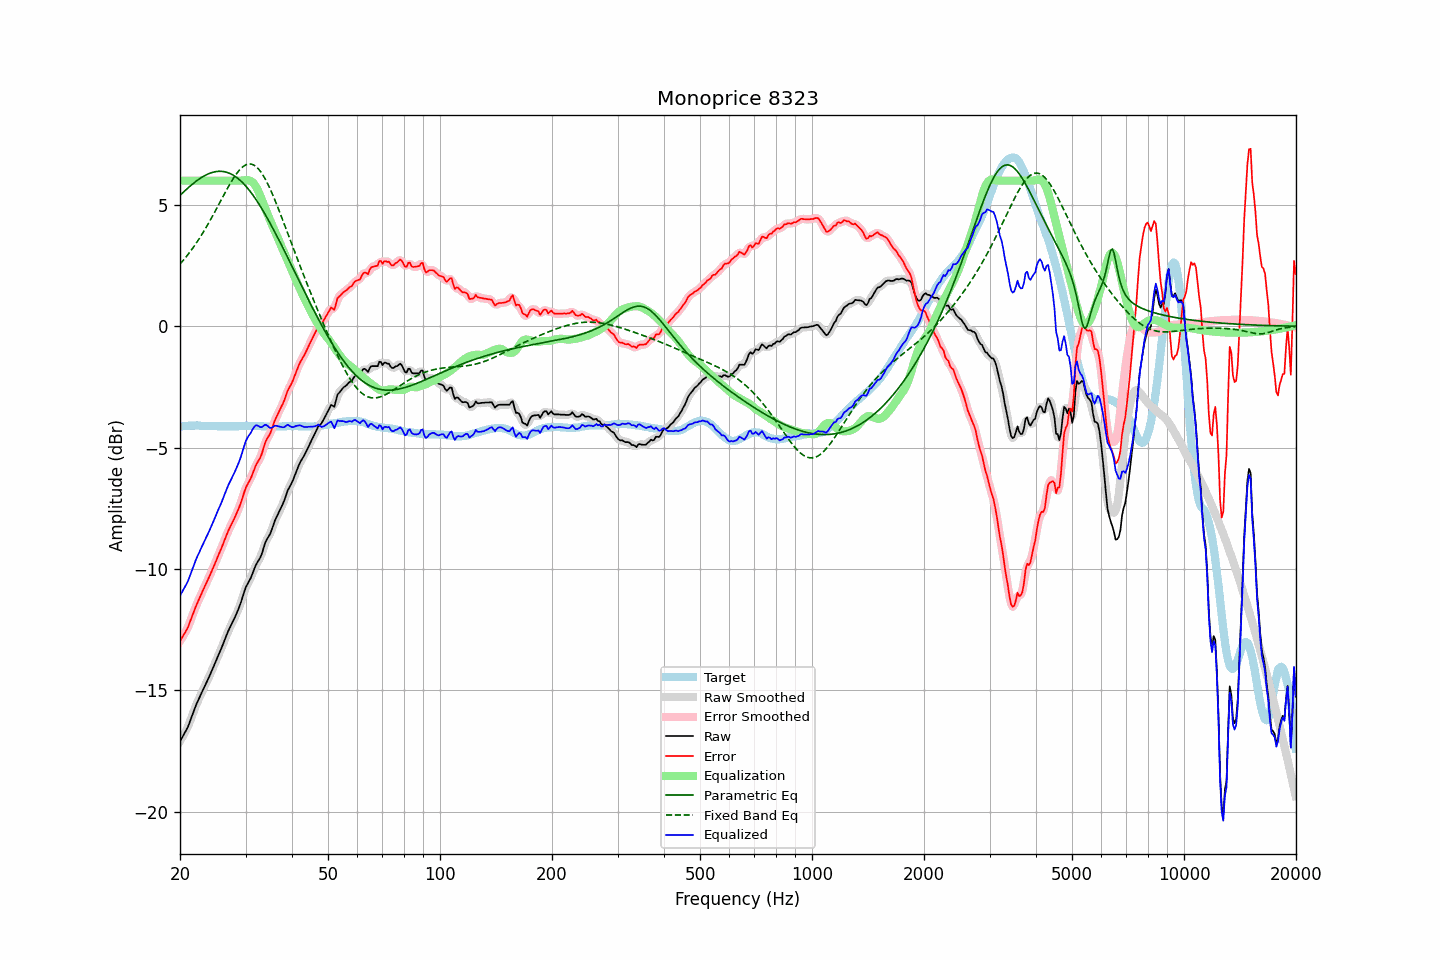 Monoprice 8323
Amplitude (dBr)
5
0
−5
−10
−15
−20
Target
Raw Smoothed
Error Smoothed
Raw
Error
Equalization
Parametric Eq
Fixed Band Eq
Equalized
20 50 100 200 500 1000 2000 5000 10000 20000
Frequency (Hz)